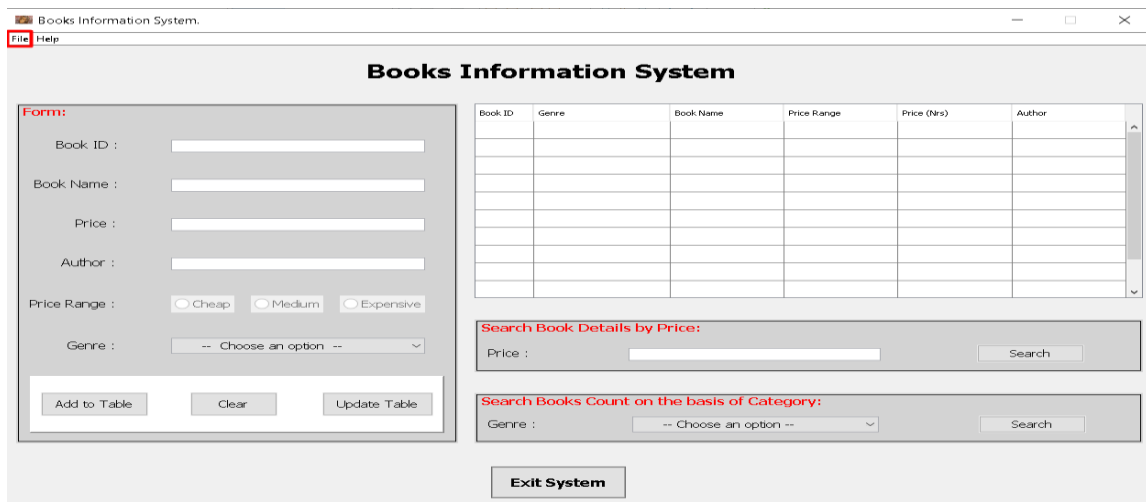 Books Information System.
File Help
Books Information System
Form:
Book ID :
Book Name :
Price :
Author :
Price Range : Cheap Medium Expensive
Genre : -- Choose an option --
Add to Table Clear Update Table
Book ID Genre Book Name Price Range Price (Nrs) Author
Search Book Details by Price:
Price : Search
Search Books Count on the basis of Category:
Genre : -- Choose an option -- Search
Exit System